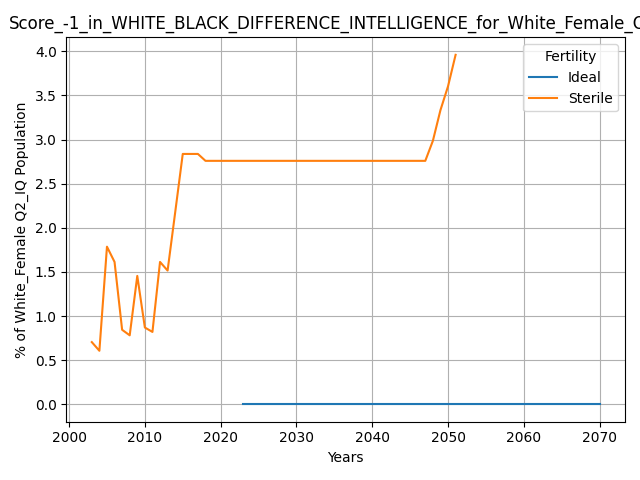 Score_-1_in_WHITE_BLACK_DIFFERENCE_INTELLIGENCE_for_White_Female_
Fertility
Ideal
Sterile
% of White_Female Q2_IQ Population
4.0
3.5
3.0
2.5
2.0
1.5
1.0
0.5
0.0
2000 2010 2020 2030 2040 2050 2060 2070
Years